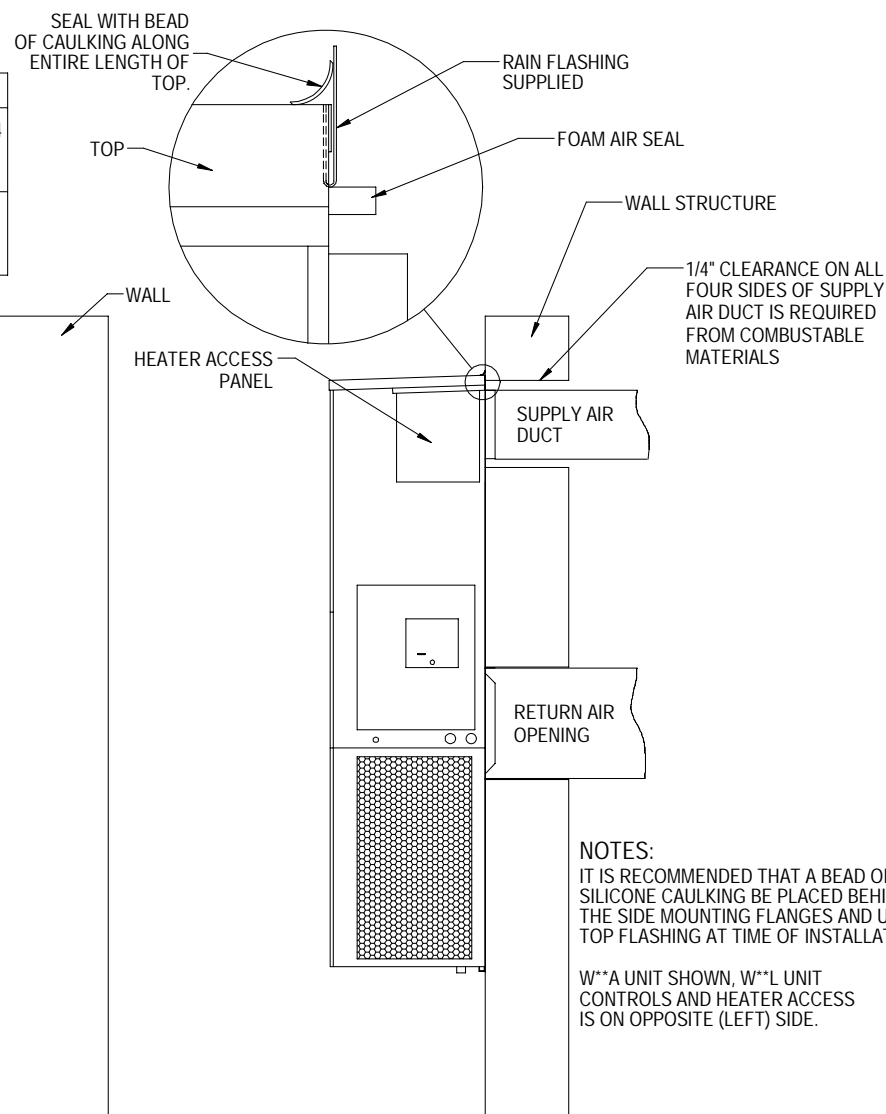 SEAL WITH BEAD
OF CAULKING ALONG
ENTIRE LENGTH OF
TOP.
RAIN FLASHING
SUPPLIED
FOAM AIR SEAL
TOP
WALL STRUCTURE
1/4" CLEARANCE ON ALL
FOUR SIDES OF SUPPLY
AIR DUCT IS REQUIRED
FROM COMBUSTABLE
MATERIALS
WALL
HEATER ACCESS
PANEL
SUPPLY AIR
DUCT
RETURN AIR
OPENING
NOTES:
IT IS RECOMMENDED THAT A BEAD
SILICONE CAULKING BE PLACED
THE SIDE MOUNTING FLANGES AND
TOP FLASHING AT TIME OF
W**A UNIT SHOWN, W**L UNIT
CONTROLS AND HEATER ACCESS
IS ON OPPOSITE (LEFT) SIDE.